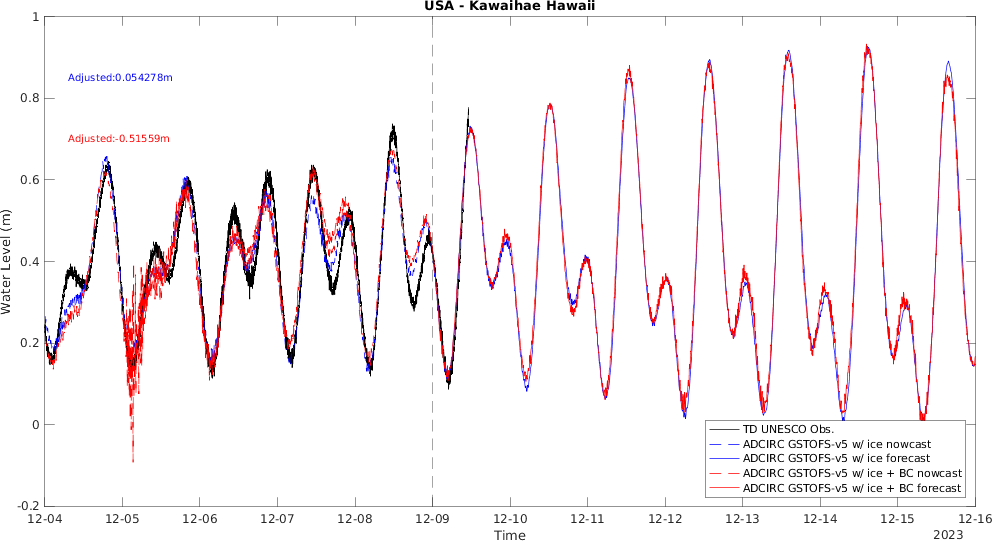 USA - Kawaihae Hawaii
1
0.8
0.6
0.4
0.2
0
-0.2
Water Level (m)
Adjusted:0.054278m
Adjusted:-0.51559m
TD UNESCO Obs.
ADCIRC GSTOFS-v5 w/ ice nowcast
ADCIRC GSTOFS-v5 w/ ice forecast
ADCIRC GSTOFS-v5 w/ ice + BC nowcast
ADCIRC GSTOFS-v5 w/ ice + BC forecast
12-04 12-05 12-06 12-07 12-08 12-09 12-10 12-11 12-12 12-13 12-14 12-15 12-16
Time
2023